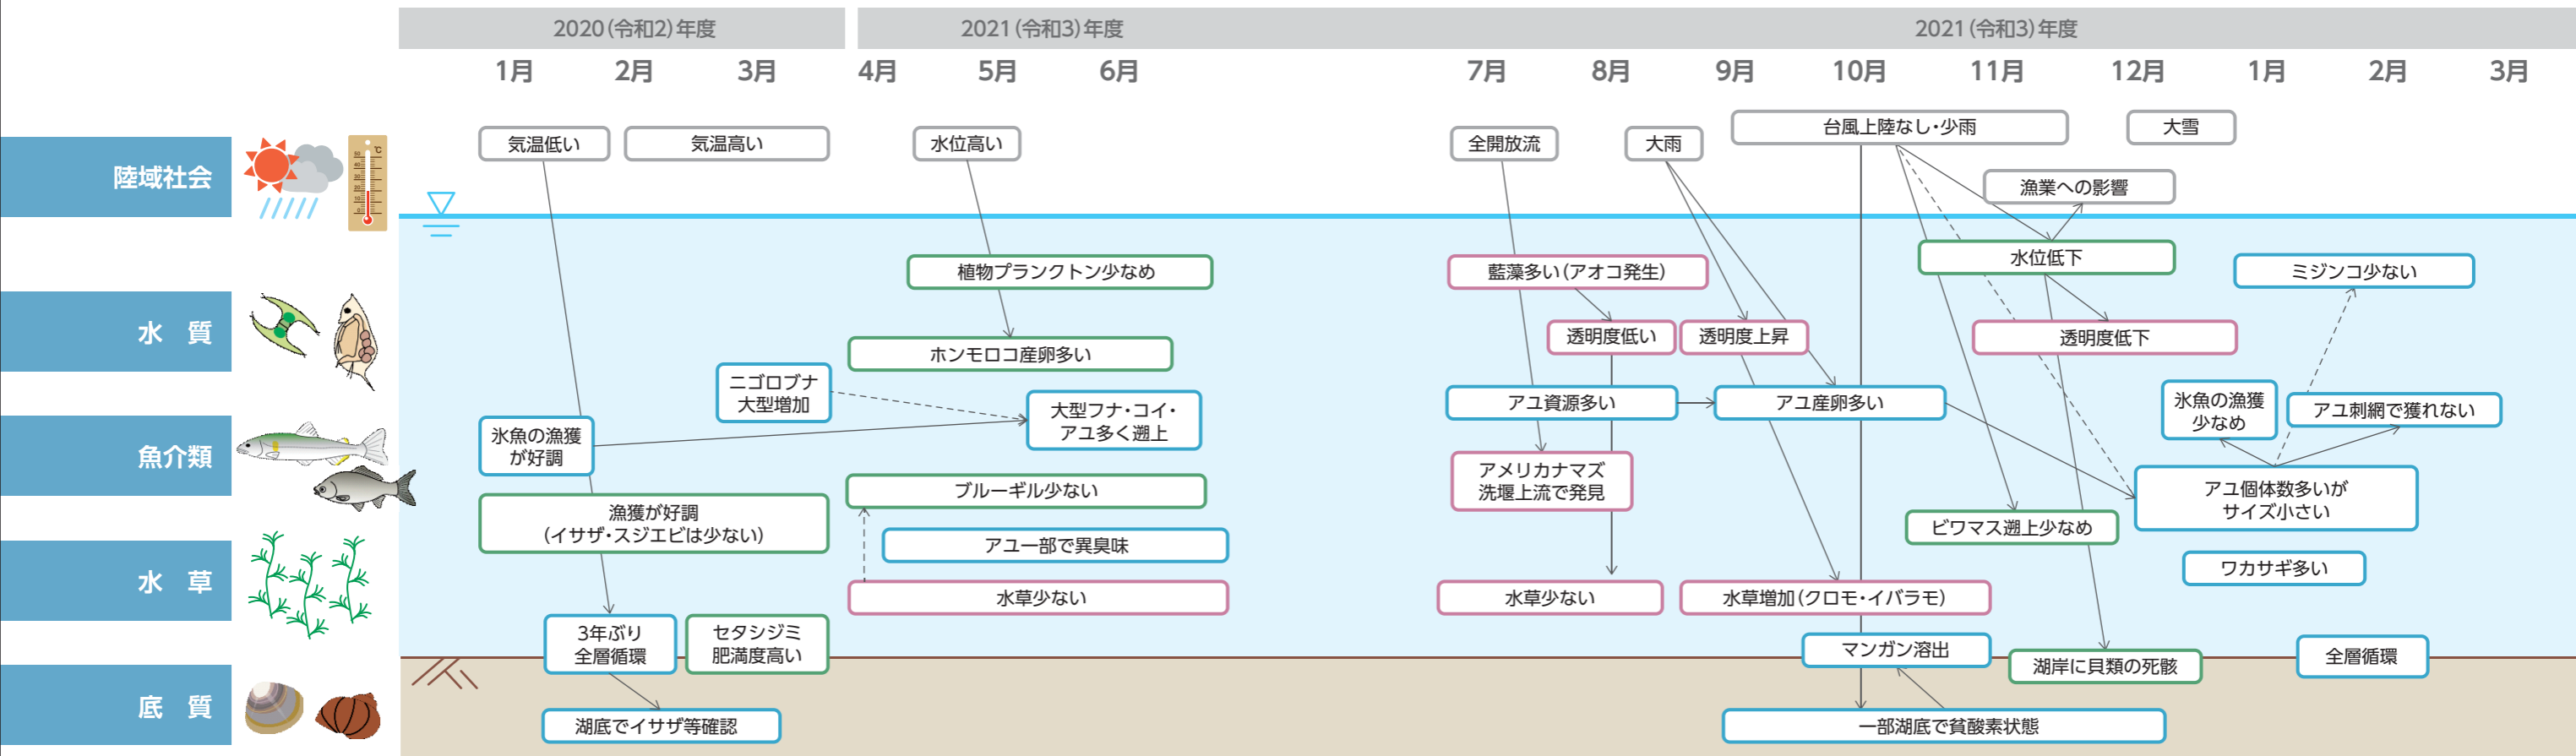 2020(令和2)年度
2021(令和3)年度
2021(令和3)年度
1月
2月
3月
4月
5月
6月
7月
8月
9月
10月
11月
12月
1月
2月
3月
陸域社会
水 質
魚介類
水 草
底 質
℃
気温低い
気温高い
水位高い
全開放流
大雨
台風上陸なし・少雨
大雪
漁業への影響
植物プランクトン少なめ
藍藻多い(アオコ発生)
水位低下
ミジンコ少ない
ホンモロコ産卵多い
透明度低い
透明度上昇
透明度低下
ニゴロブナ
大型増加
大型フナ・コイ・
アユ多く遡上
アユ資源多い
アユ産卵多い
氷魚の漁獲
少なめ
アユ刺網で獲れない
氷魚の漁獲
が好調
アメリカナマズ
洗堰上流で発見
アユ個体数多いが
サイズ小さい
漁獲が好調
(イサザ・スジエビは少ない)
ブルーギル少ない
ビワマス遡上少なめ
アユ一部で異臭味
ワカサギ多い
水草少ない
水草少ない
水草増加(クロモ・イバラモ)
3年ぶり
全層循環
セタシジミ
肥満度高い
マンガン溶出
湖岸に貝類の死骸
全層循環
湖底でイサザ等確認
一部湖底で貧酸素状態